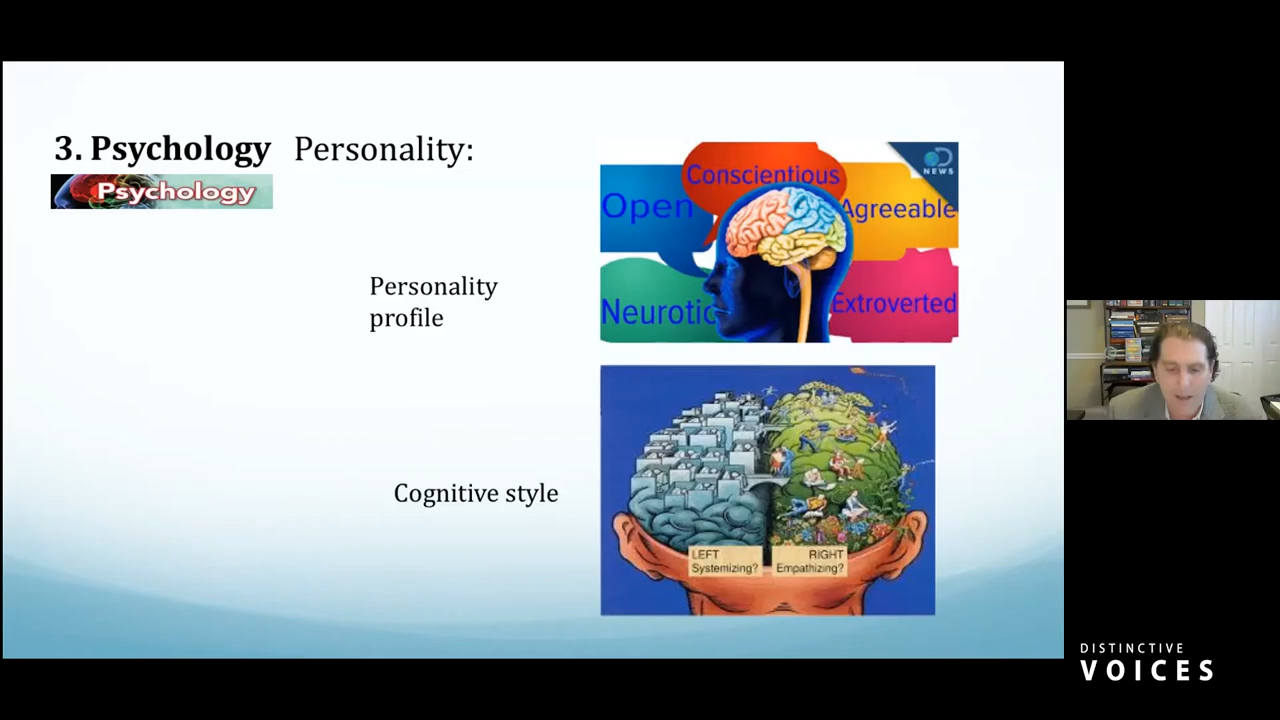 3. Psychology Personality:
Psychology
Conscientious
NEWS
Open
Agreeable
Personality
profile
Neurotic
Extroverted
Cognitive style
LEFT
Systemizing?
RIGHT
Empathizing?
DISTINCTIVE
VOICES